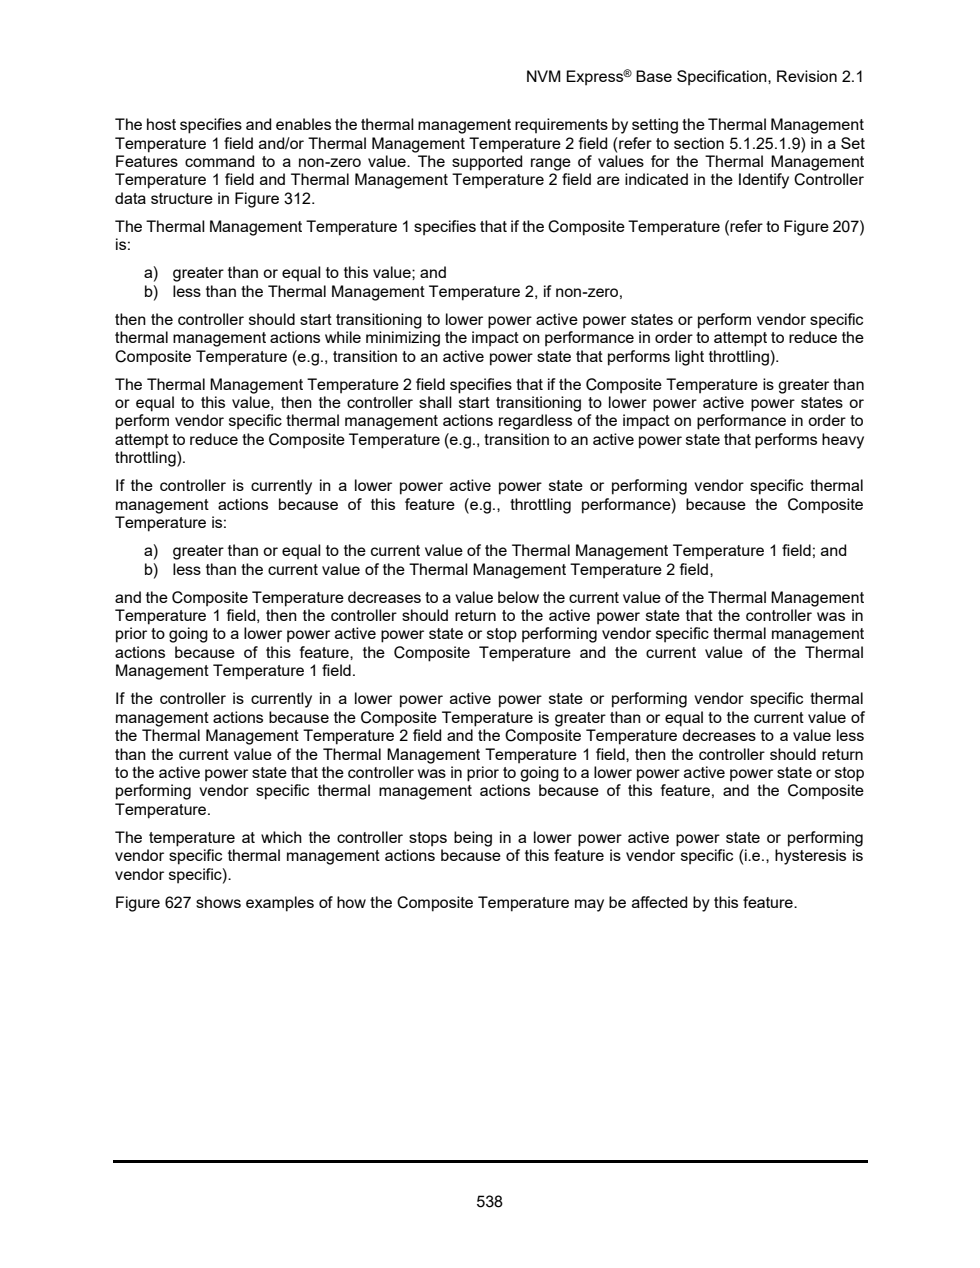 NVM Express® Base Specification, Revision 2.1
The host specifies and enables the thermal management requirements by setting the Thermal Management
Temperature 1 field and/or Thermal Management Temperature 2 field (refer to section 5.1.25.1.9) in a Set
Features command to a non-zero value. The supported range of values for the Thermal Management
Temperature 1 field and Thermal Management Temperature 2 field are indicated in the Identify Controller
data structure in Figure 312.
The Thermal Management Temperature 1 specifies that if the Composite Temperature (refer to Figure 207)
is:
a) greater than or equal to this value; and
b) less than the Thermal Management Temperature 2, if non-zero,
then the controller should start transitioning to lower power active power states or perform vendor specific
thermal management actions while minimizing the impact on performance in order to attempt to reduce the
Composite Temperature (e.g., transition to an active power state that performs light throttling).
The Thermal Management Temperature 2 field specifies that if the Composite Temperature is greater than
or equal to this value, then the controller shall start transitioning to lower power active power states or
perform vendor specific thermal management actions regardless of the impact on performance in order to
attempt to reduce the Composite Temperature (e.g., transition to an active power state that performs heavy
throttling).
If the controller is currently in a lower power active power state or performing vendor specific thermal
management actions because of this feature (e.g., throttling performance) because the Composite
Temperature is:
a) greater than or equal to the current value of the Thermal Management Temperature 1 field; and
b) less than the current value of the Thermal Management Temperature 2 field,
and the Composite Temperature decreases to a value below the current value of the Thermal Management
Temperature 1 field, then the controller should return to the active power state that the controller was in
prior to going to a lower power active power state or stop performing vendor specific thermal management
actions because of this feature, the Composite Temperature and the current value of the Thermal
Management Temperature 1 field.
If the controller is currently in a lower power active power state or performing vendor specific thermal
management actions because the Composite Temperature is greater than or equal to the current value of
the Thermal Management Temperature 2 field and the Composite Temperature decreases to a value less
than the current value of the Thermal Management Temperature 1 field, then the controller should return
to the active power state that the controller was in prior to going to a lower power active power state or stop
performing vendor specific thermal management actions because of this feature, and the Composite
Temperature.
The temperature at which the controller stops being in a lower power active power state or performing
vendor specific thermal management actions because of this feature is vendor specific (i.e., hysteresis is
vendor specific).
Figure 627 shows examples of how the Composite Temperature may be affected by this feature.
538